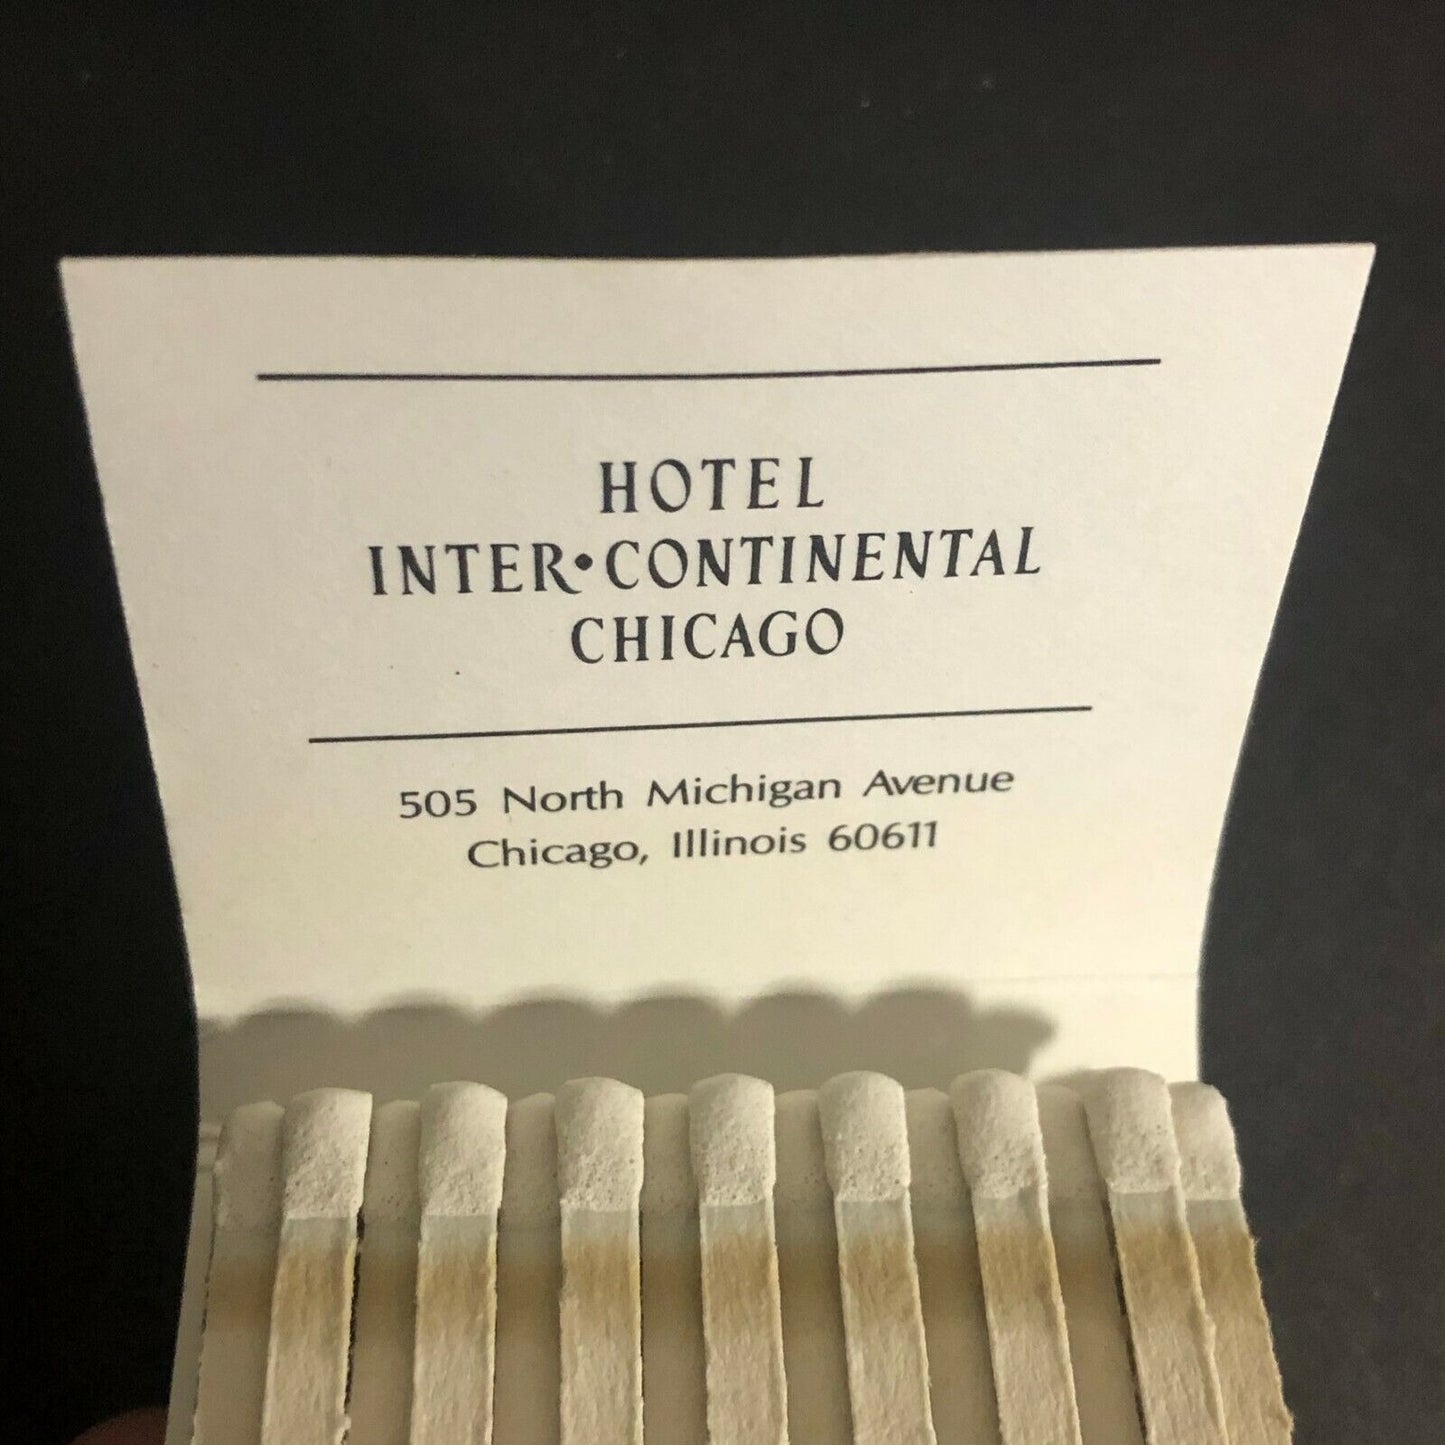 HOTEL
INTER•CONTINENTAL
CHICAGO
505 North Michigan Avenue
Chicago, Illinois 60611